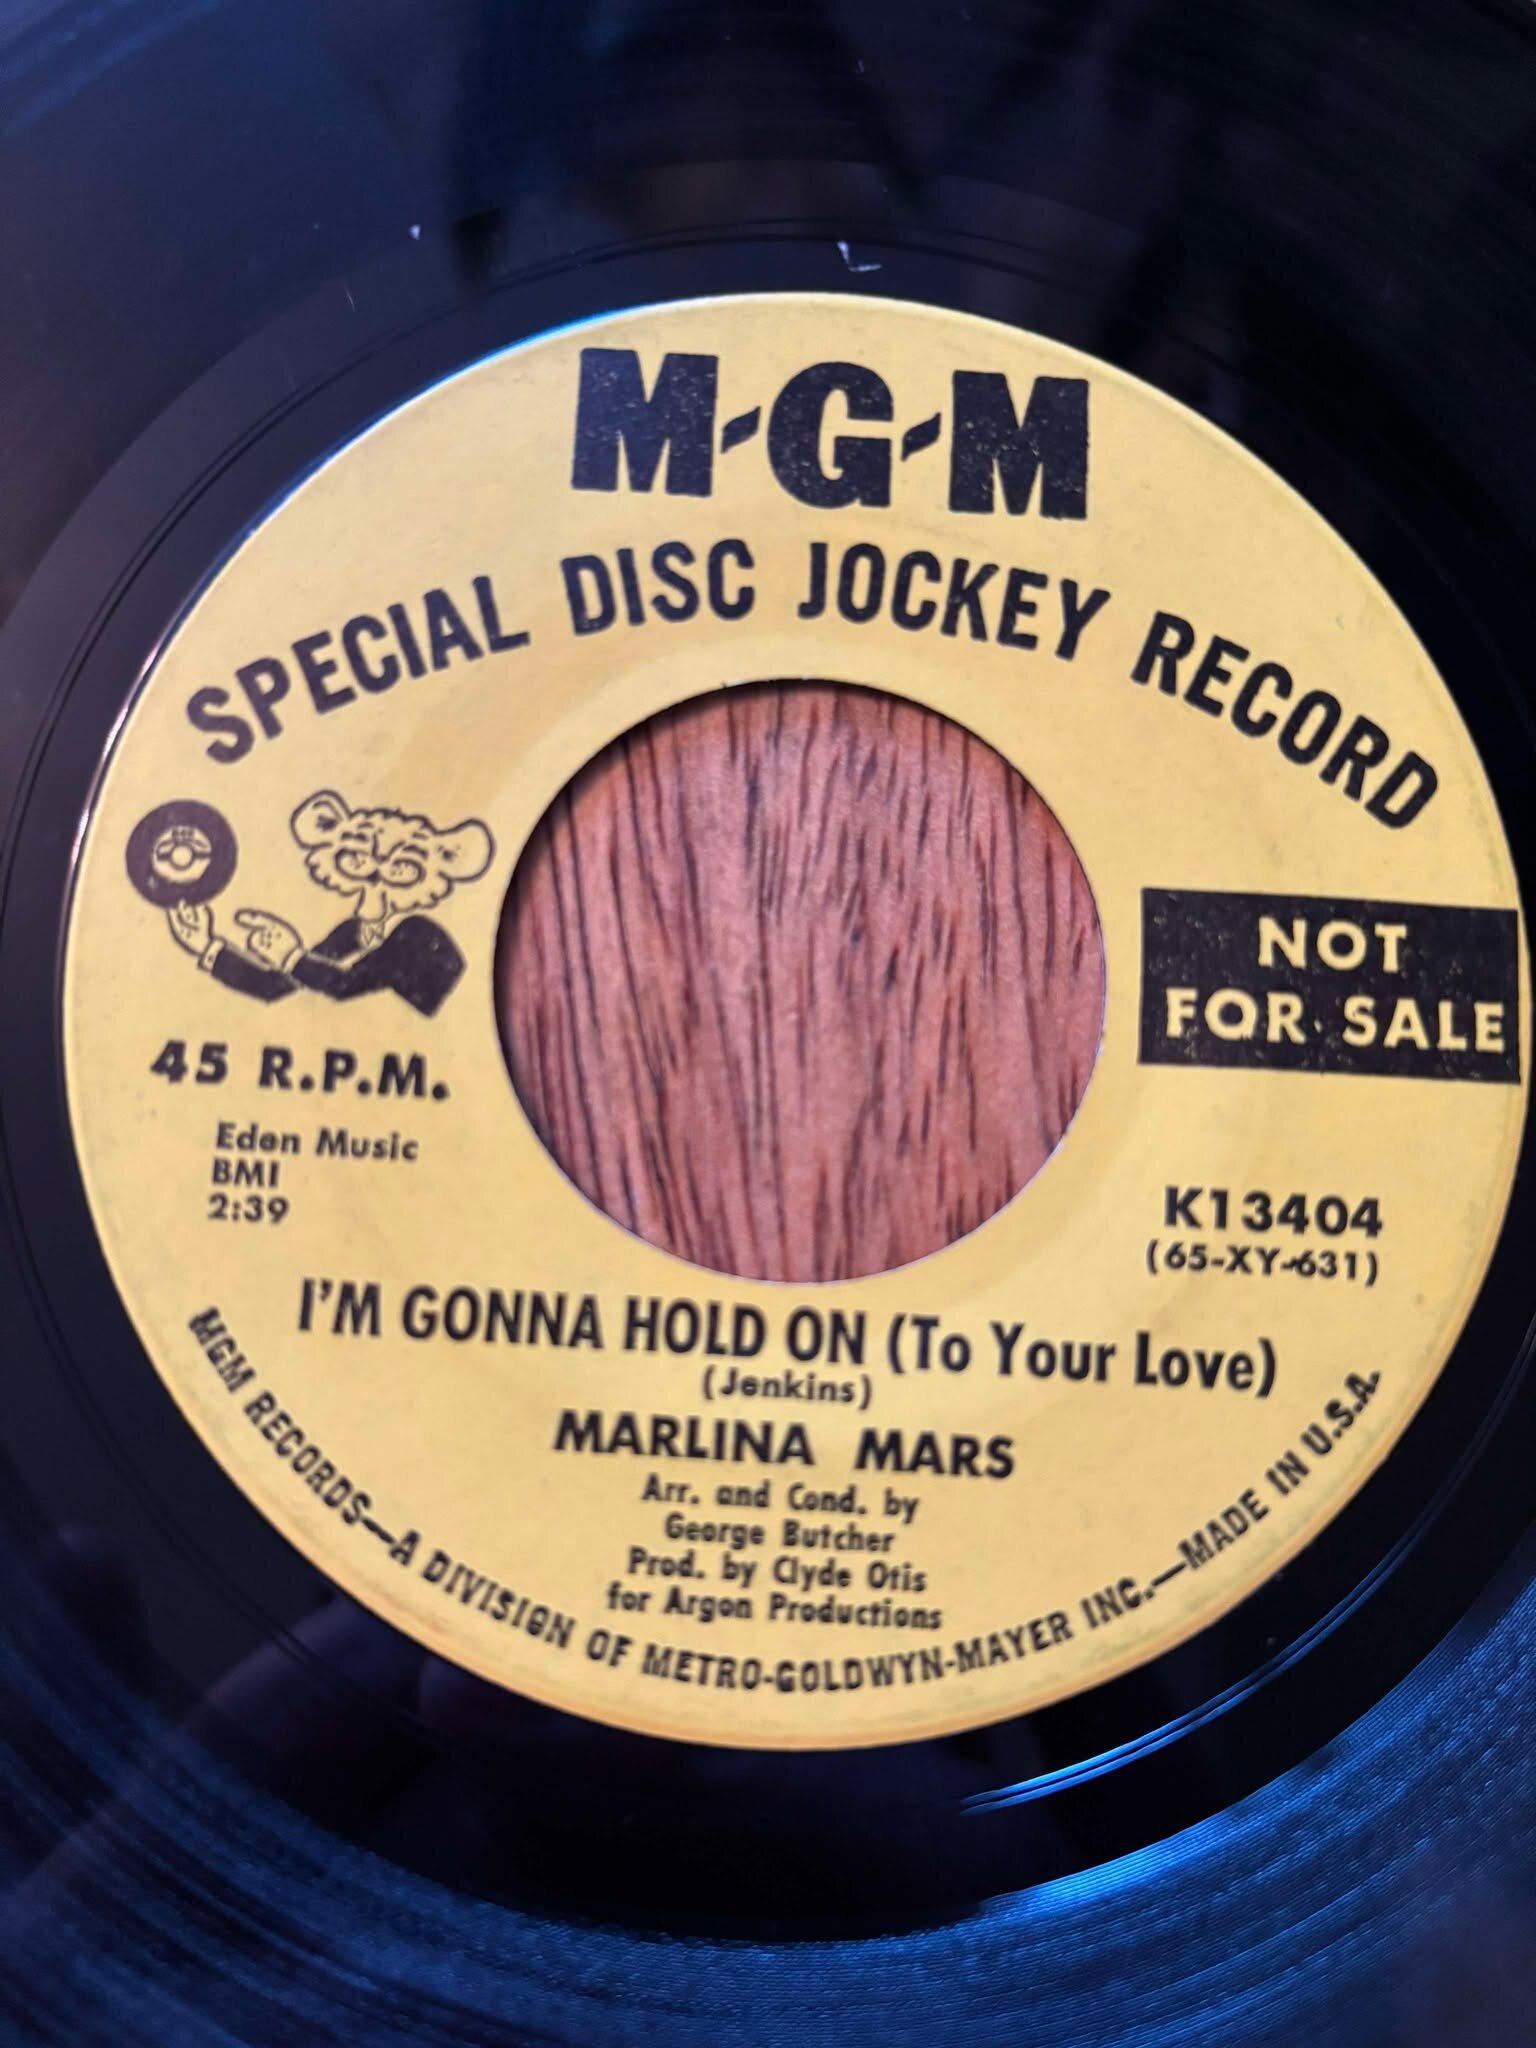 M-G-M
SPECIAL DISC JOCKEY RECORD
NOT
FOR SALE
45 R.P.M.
Eden Music
BMI
2:39
K13404
(65-XY-631)
I'M GONNA HOLD ON (To Your Love)
(Jenkins)
MARLINA MARS
Arr. and Cond. by
George Butcher
Prod. by Clyde Otis
for Argon Productions
MGM RECORDS—A DIVISION OF METRO-GOLDWYN-MAYER INC.—MADE IN U.S.A.